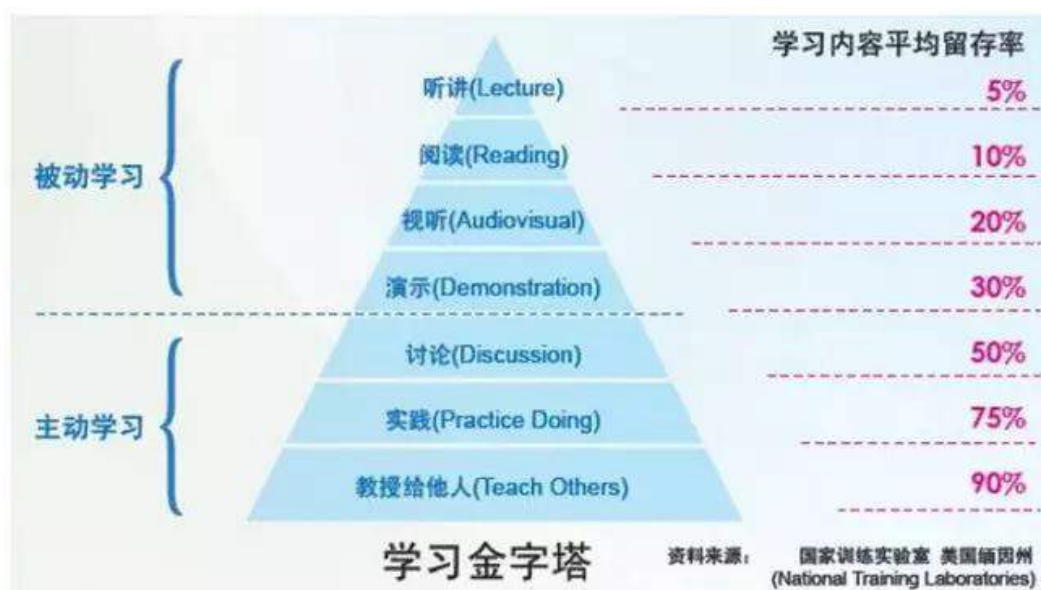 学习内容平均留存率
听讲(Lecture)
5%
阅读(Reading)
10%
被动学习
视听(Audiovisual)
20%
演示(Demonstration)
30%
讨论(Discussion)
50%
主动学习
实践(Practice Doing)
75%
教授给他人(Teach Others)
90%
学习金字塔
资料来源: 国家训练实验室 美国缅因州
(National Training Laboratories)